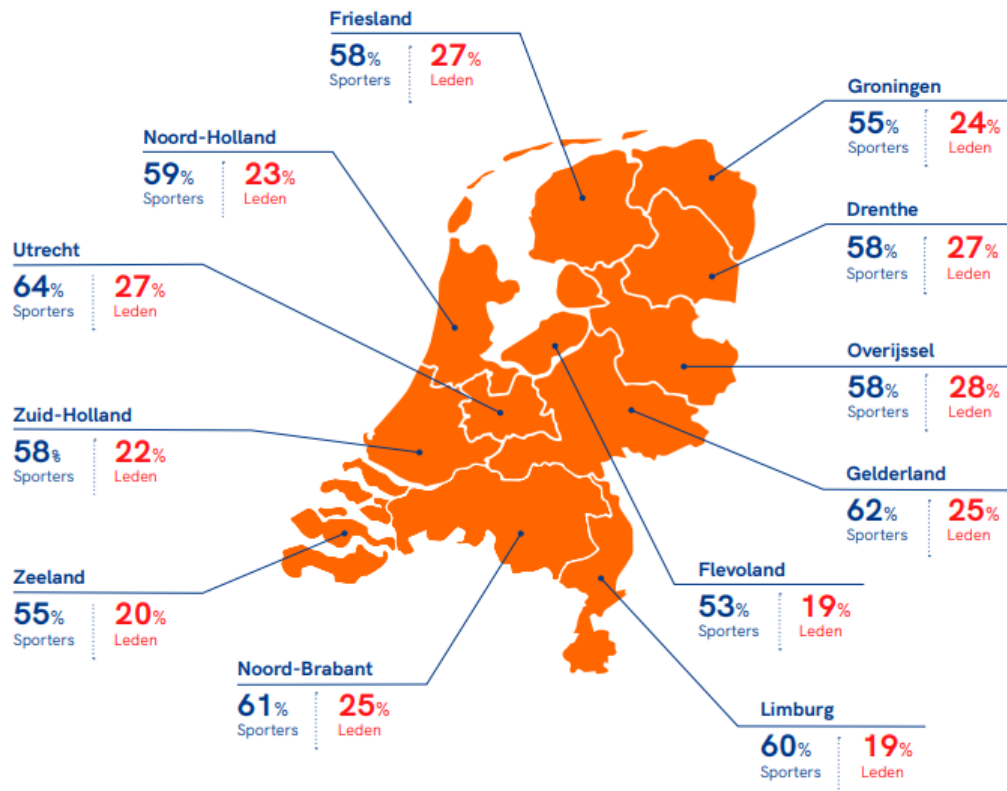 Friesland
58% 27%
Sporters Leden
Groningen
55% 24%
Sporters Leden
Noord-Holland
59% 23%
Sporters Leden
Drenthe
58% 27%
Sporters Leden
Utrecht
64% 27%
Sporters Leden
Overijssel
58% 28%
Sporters Leden
Zuid-Holland
58% 22%
Sporters Leden
Gelderland
62% 25%
Sporters Leden
Zeeland
55% 20%
Sporters Leden
Flevoland
53% 19%
Sporters Leden
Noord-Brabant
61% 25%
Sporters Leden
Limburg
60% 19%
Sporters Leden